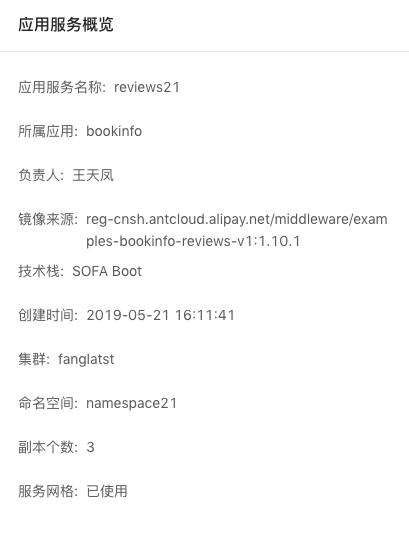 应用服务概览
应用服务名称: reviews21
所属应用: bookinfo
负责人: 王天凤
镜像来源: reg-cnsh.antcloud.alipay.net/middleware/exam
ples-bookinfo-reviews-v1:1.10.1
技术栈: SOFA Boot
创建时间: 2019-05-21 16:11:41
集群: fanglatst
命名空间: namespace21
副本个数: 3
服务网格: 已使用